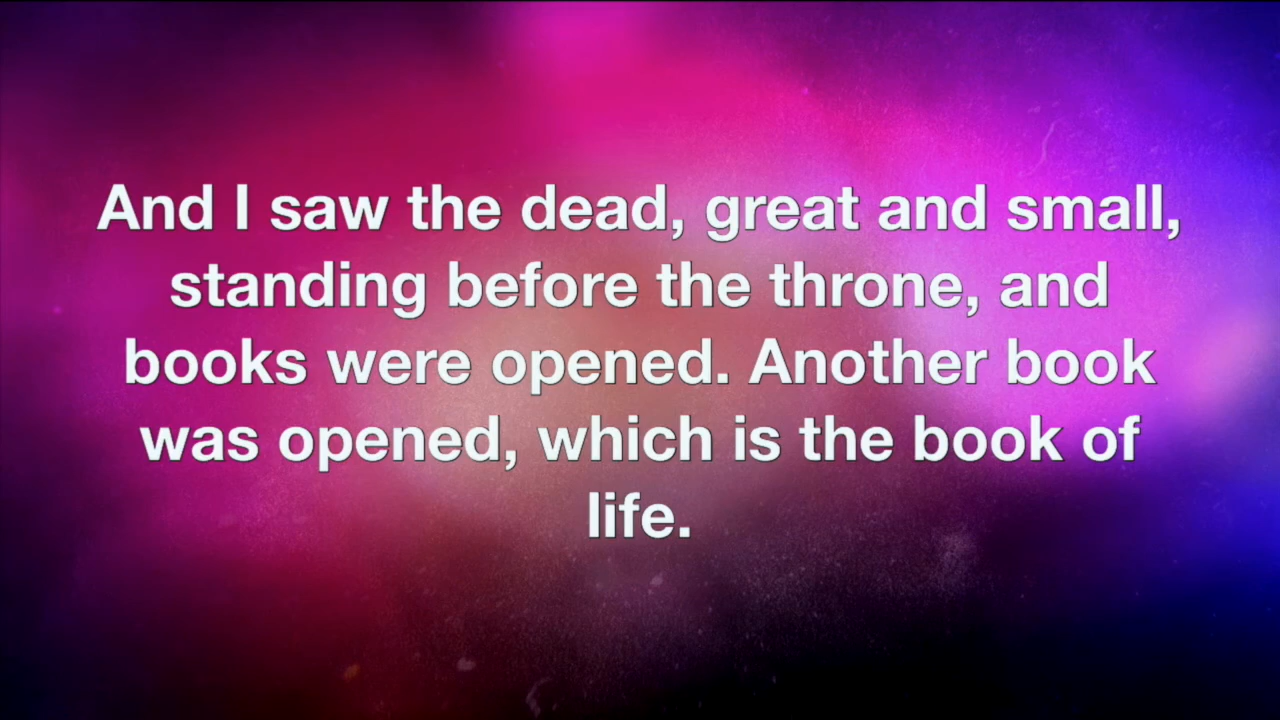 And I saw the dead, great and small,
standing before the throne, and
books were opened. Another book
was opened, which is the book of
life.